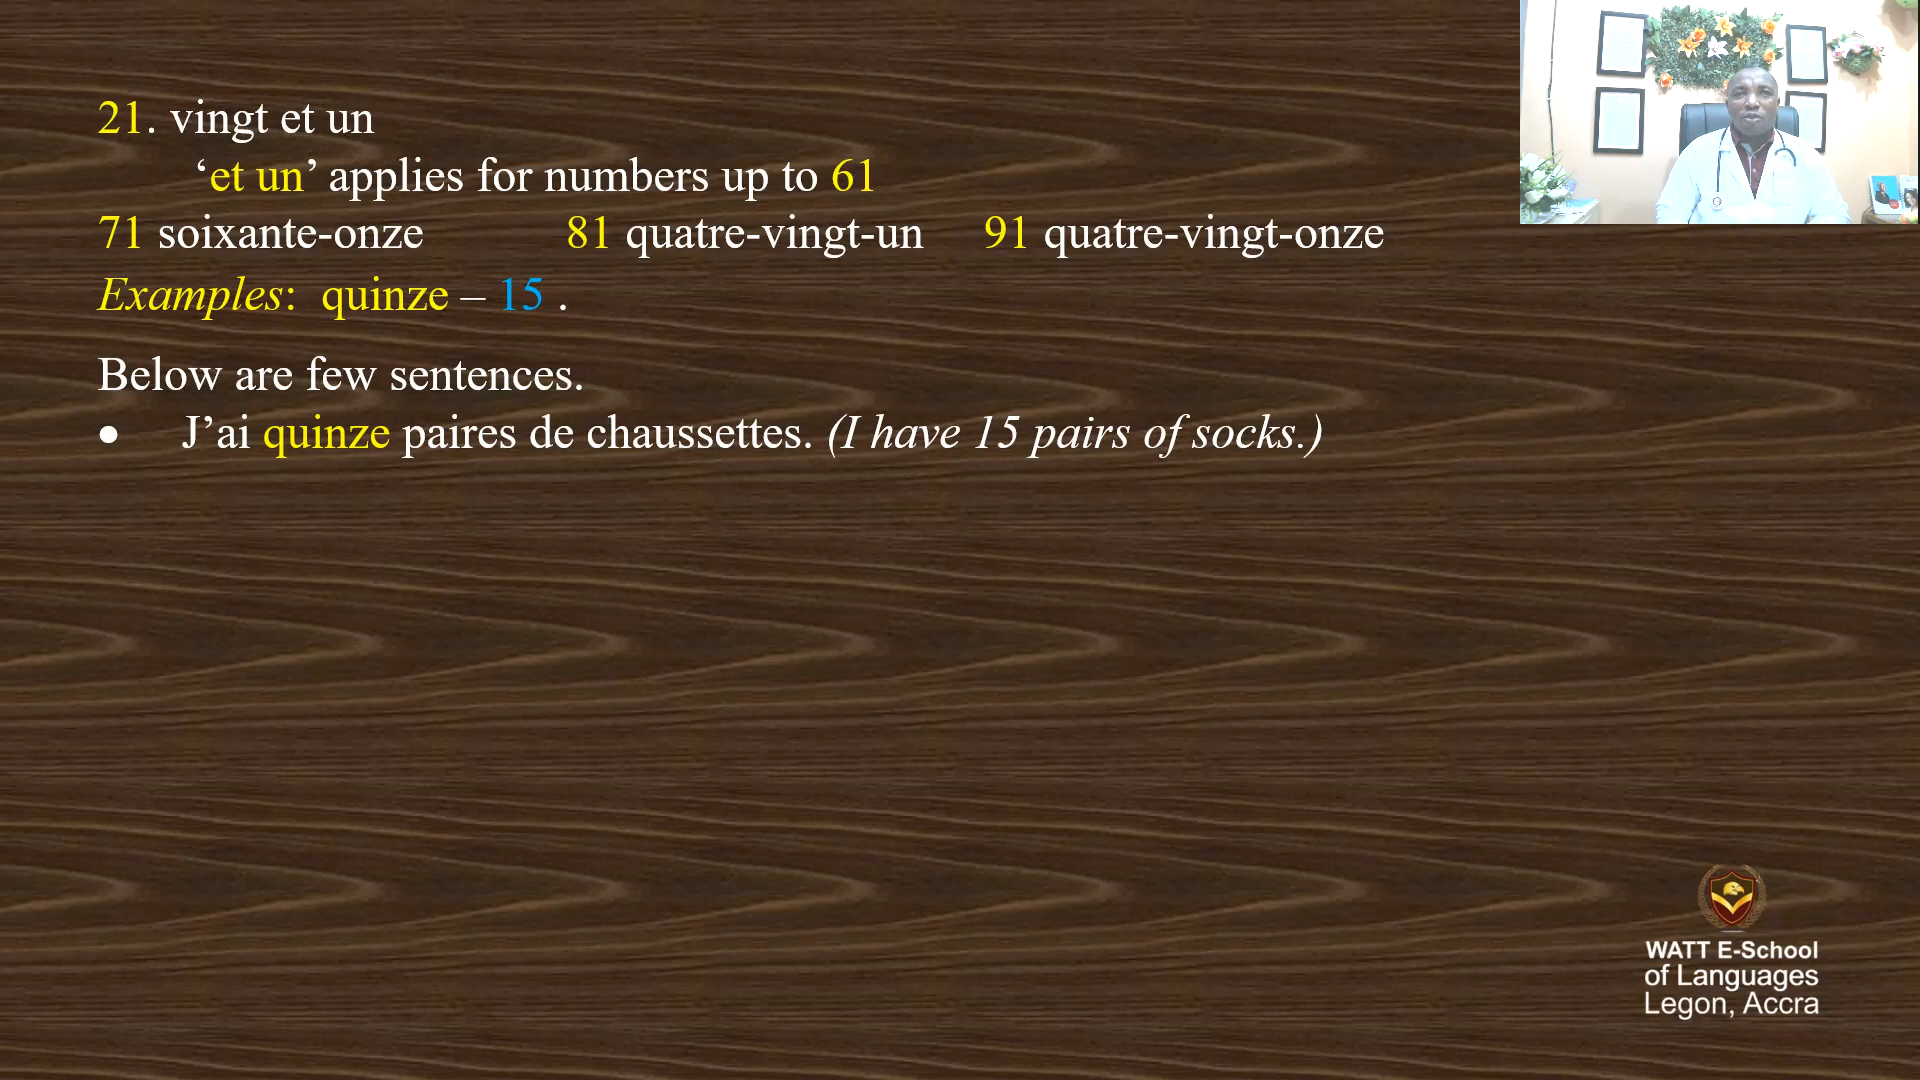 21. vingt et un
‘et un’ applies for numbers up to 61
71 soixante-onze 81 quatre-vingt-un 91 quatre-vingt-onze
Examples: quinze – 15 .
Below are few sentences.
● J’ai quinze paires de chaussettes. (I have 15 pairs of socks.)
WATT E-School
of Languages
Legon, Accra